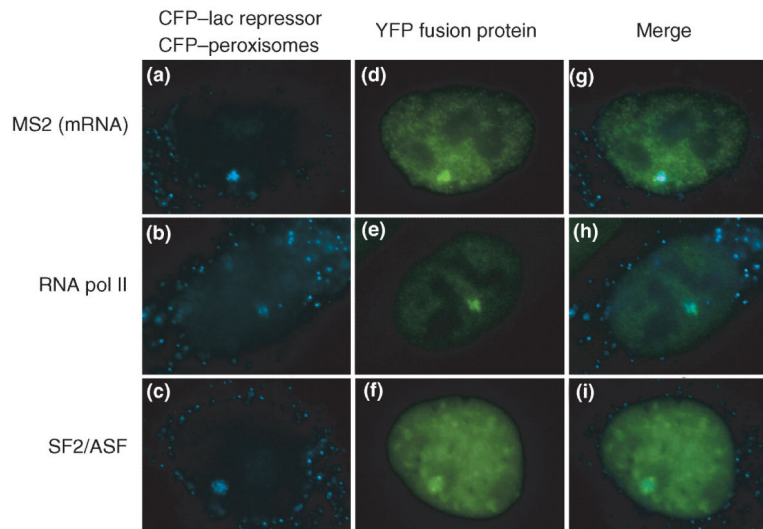 CFP–lac repressor
CFP–peroxisomes
YFP fusion protein
Merge
MS2 (mRNA)
(a)
(d)
(g)
RNA pol II
(b)
(e)
(h)
SF2/ASF
(c)
(f)
(i)